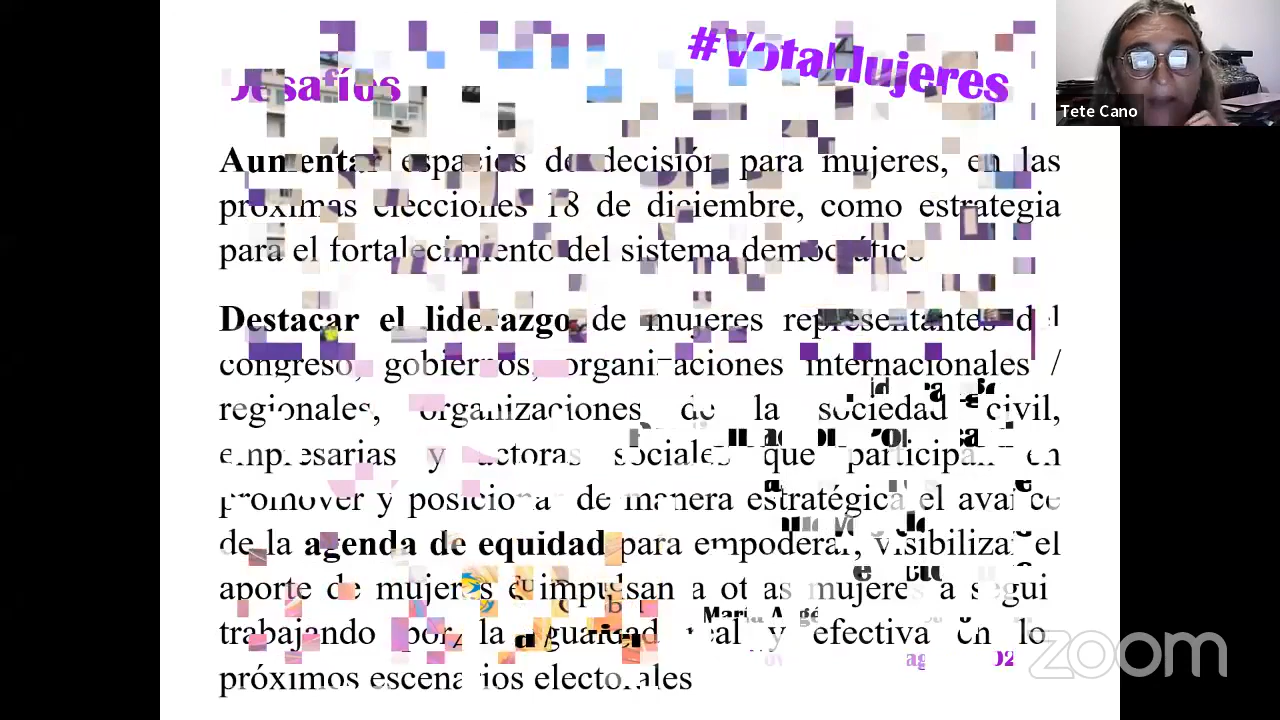 #VotaMujeres
Desafíos
Tete Cano
Aumentar espacios de decisión para mujeres, en las
próximas elecciones 18 de diciembre, como estrategia
para el fortalecimiento del sistema democrático
Destacar el liderazgo de mujeres representantes del
congreso, gobiernos, organizaciones internacionales /
regionales, organizaciones de la sociedad civil,
empresarias y actoras sociales que participan en
promover y posicionar de manera estratégica el avance
de la agenda de equidad para empoderar, visibilizar el
aporte de mujeres e impulsan a otras mujeres a seguir
trabajando por la igualdad real y efectiva en los
próximos escenarios electorales
zoom